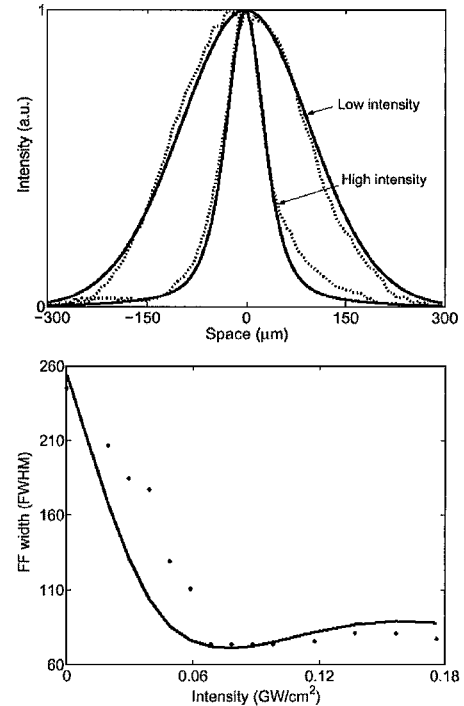 1
Intensity (a.u.)
Low intensity
High intensity
0
−300
−150
0
150
300
Space (μm)
260
210
160
110
60
FF width (FWHM)
0
0.06
0.12
0.18
Intensity (GW/cm²)